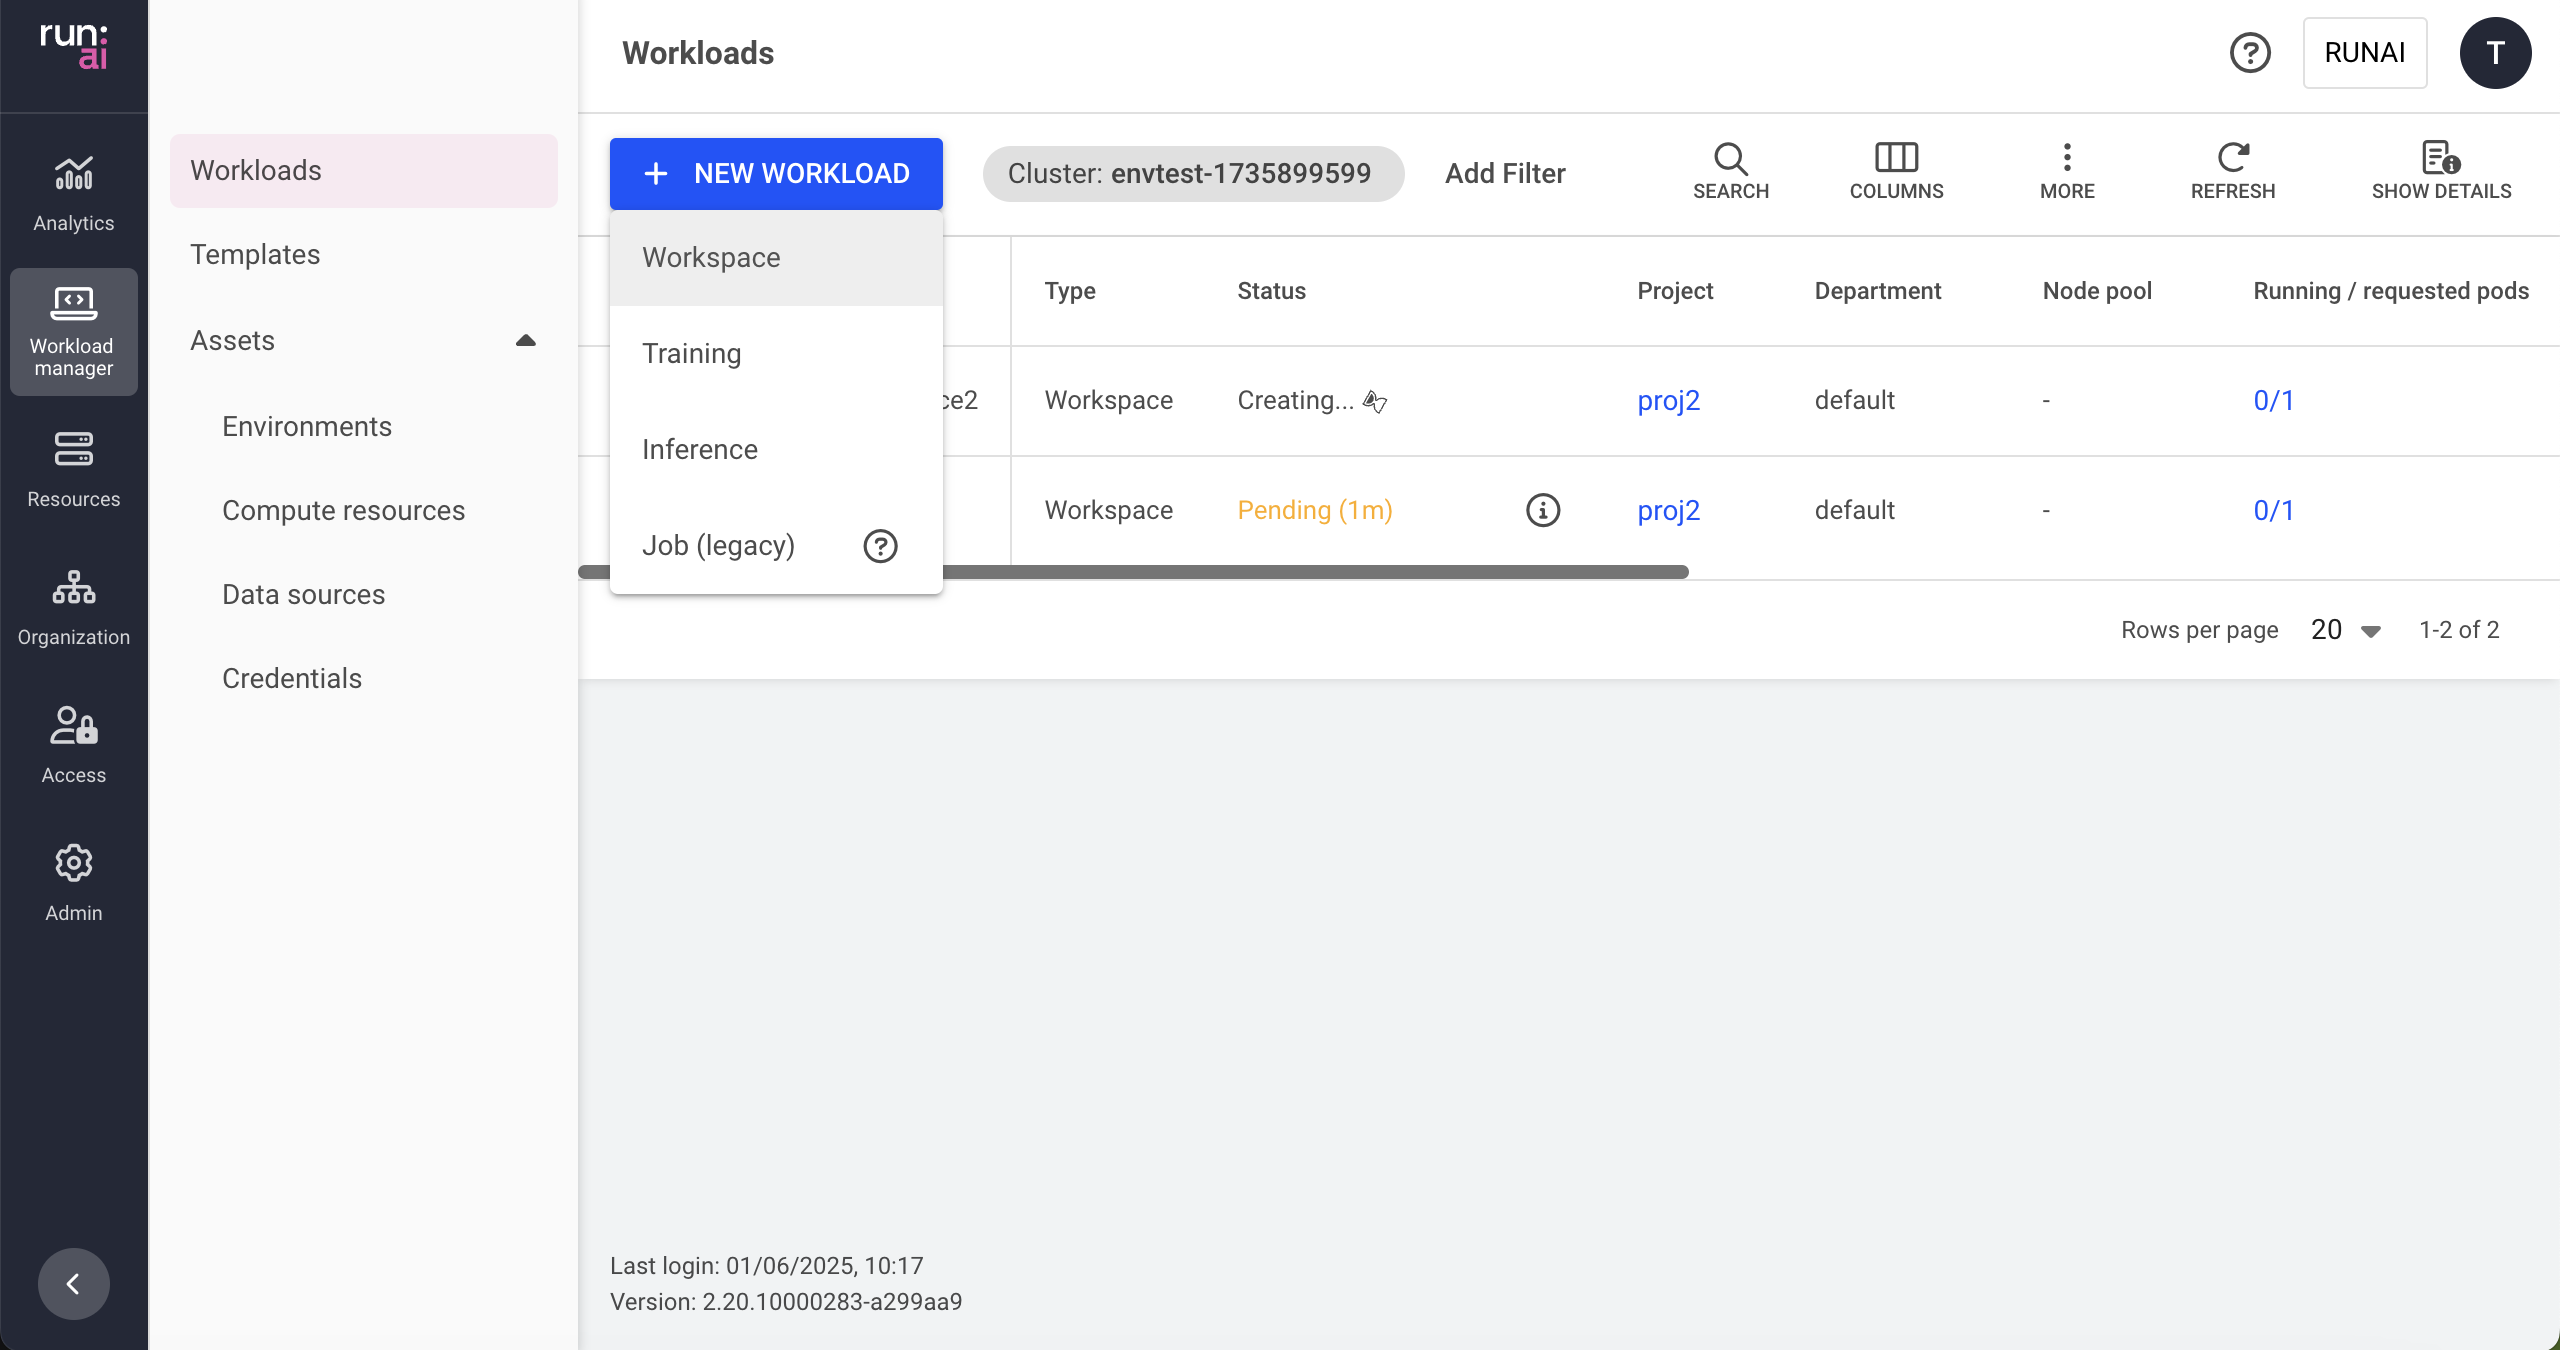 run:
ai
Analytics
Workload
manager
Resources
Organization
Access
Admin
Workloads
Templates
Assets
Environments
Compute resources
Data sources
Credentials
Workloads
RUNAI
T
+ NEW WORKLOAD
Cluster: envtest-1735899599
Add Filter
SEARCH
COLUMNS
MORE
REFRESH
SHOW DETAILS
Workspace
Training
Inference
Job (legacy)
Type Status Project Department Node pool Running / requested pods
ce2 Workspace Creating... proj2 default - 0/1
Workspace Pending (1m) proj2 default - 0/1
Rows per page 20 1-2 of 2
Last login: 01/06/2025, 10:17
Version: 2.20.10000283-a299aa9